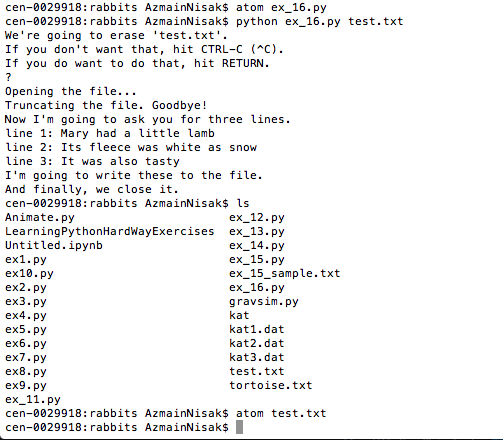 cen-0029918:rabbits AzmainNisak$ atom ex_16.py
cen-0029918:rabbits AzmainNisak$ python ex_16.py test.txt
We're going to erase 'test.txt'.
If you don't want that, hit CTRL-C (^C).
If you do want to do that, hit RETURN.
?
Opening the file...
Truncating the file. Goodbye!
Now I'm going to ask you for three lines.
line 1: Mary had a little lamb
line 2: Its fleece was white as snow
line 3: It was also tasty
I'm going to write these to the file.
And finally, we close it.
cen-0029918:rabbits AzmainNisak$ ls
Animate.py ex_12.py
LearningPythonHardWayExercises ex_13.py
Untitled.ipynb ex_14.py
ex1.py ex_15.py
ex10.py ex_15_sample.txt
ex2.py ex_16.py
ex3.py gravsim.py
ex4.py kat
ex5.py kat1.dat
ex6.py kat2.dat
ex7.py kat3.dat
ex8.py test.txt
ex9.py tortoise.txt
ex_11.py
cen-0029918:rabbits AzmainNisak$ atom test.txt
cen-0029918:rabbits AzmainNisak$